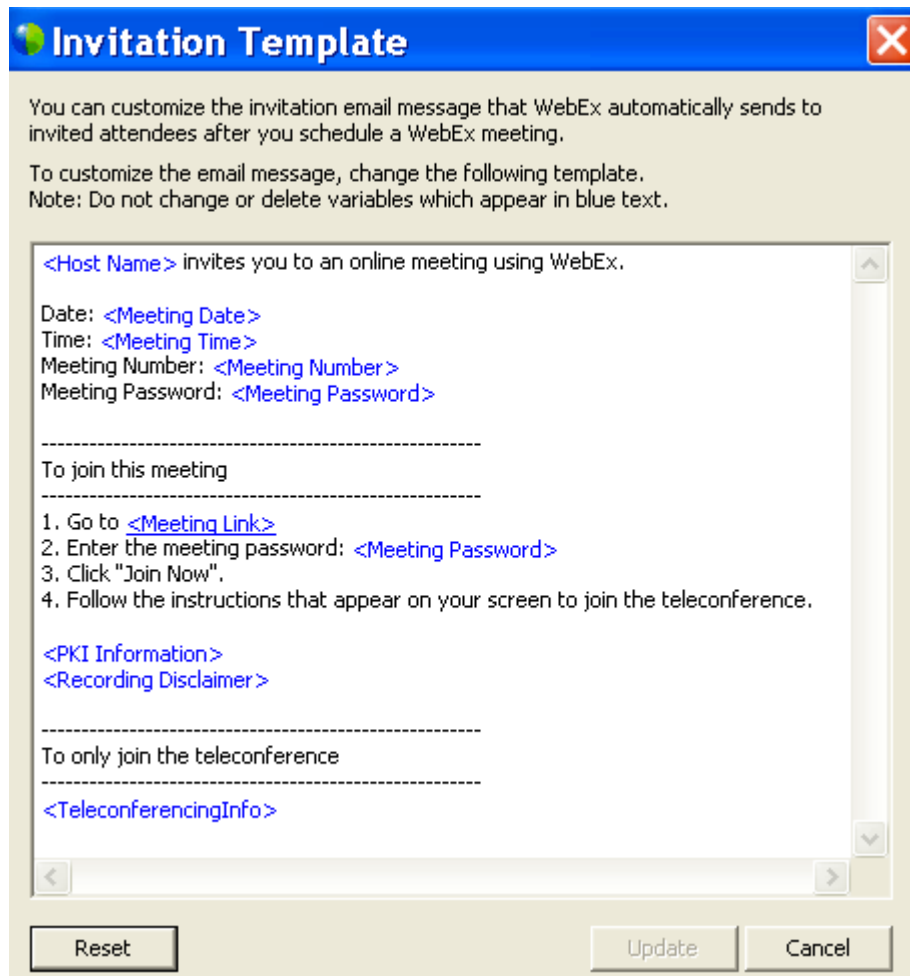 Invitation Template
You can customize the invitation email message that WebEx automatically sends to
invited attendees after you schedule a WebEx meeting.
To customize the email message, change the following template.
Note: Do not change or delete variables which appear in blue text.
<Host Name> invites you to an online meeting using WebEx.
Date: <Meeting Date>
Time: <Meeting Time>
Meeting Number: <Meeting Number>
Meeting Password: <Meeting Password>
-------------------------------------------------------
To join this meeting
-------------------------------------------------------
1. Go to <Meeting Link>
2. Enter the meeting password: <Meeting Password>
3. Click "Join Now".
4. Follow the instructions that appear on your screen to join the teleconference.
<PKI Information>
<Recording Disclaimer>
-------------------------------------------------------
To only join the teleconference
-------------------------------------------------------
<TeleconferencingInfo>
Reset Update Cancel